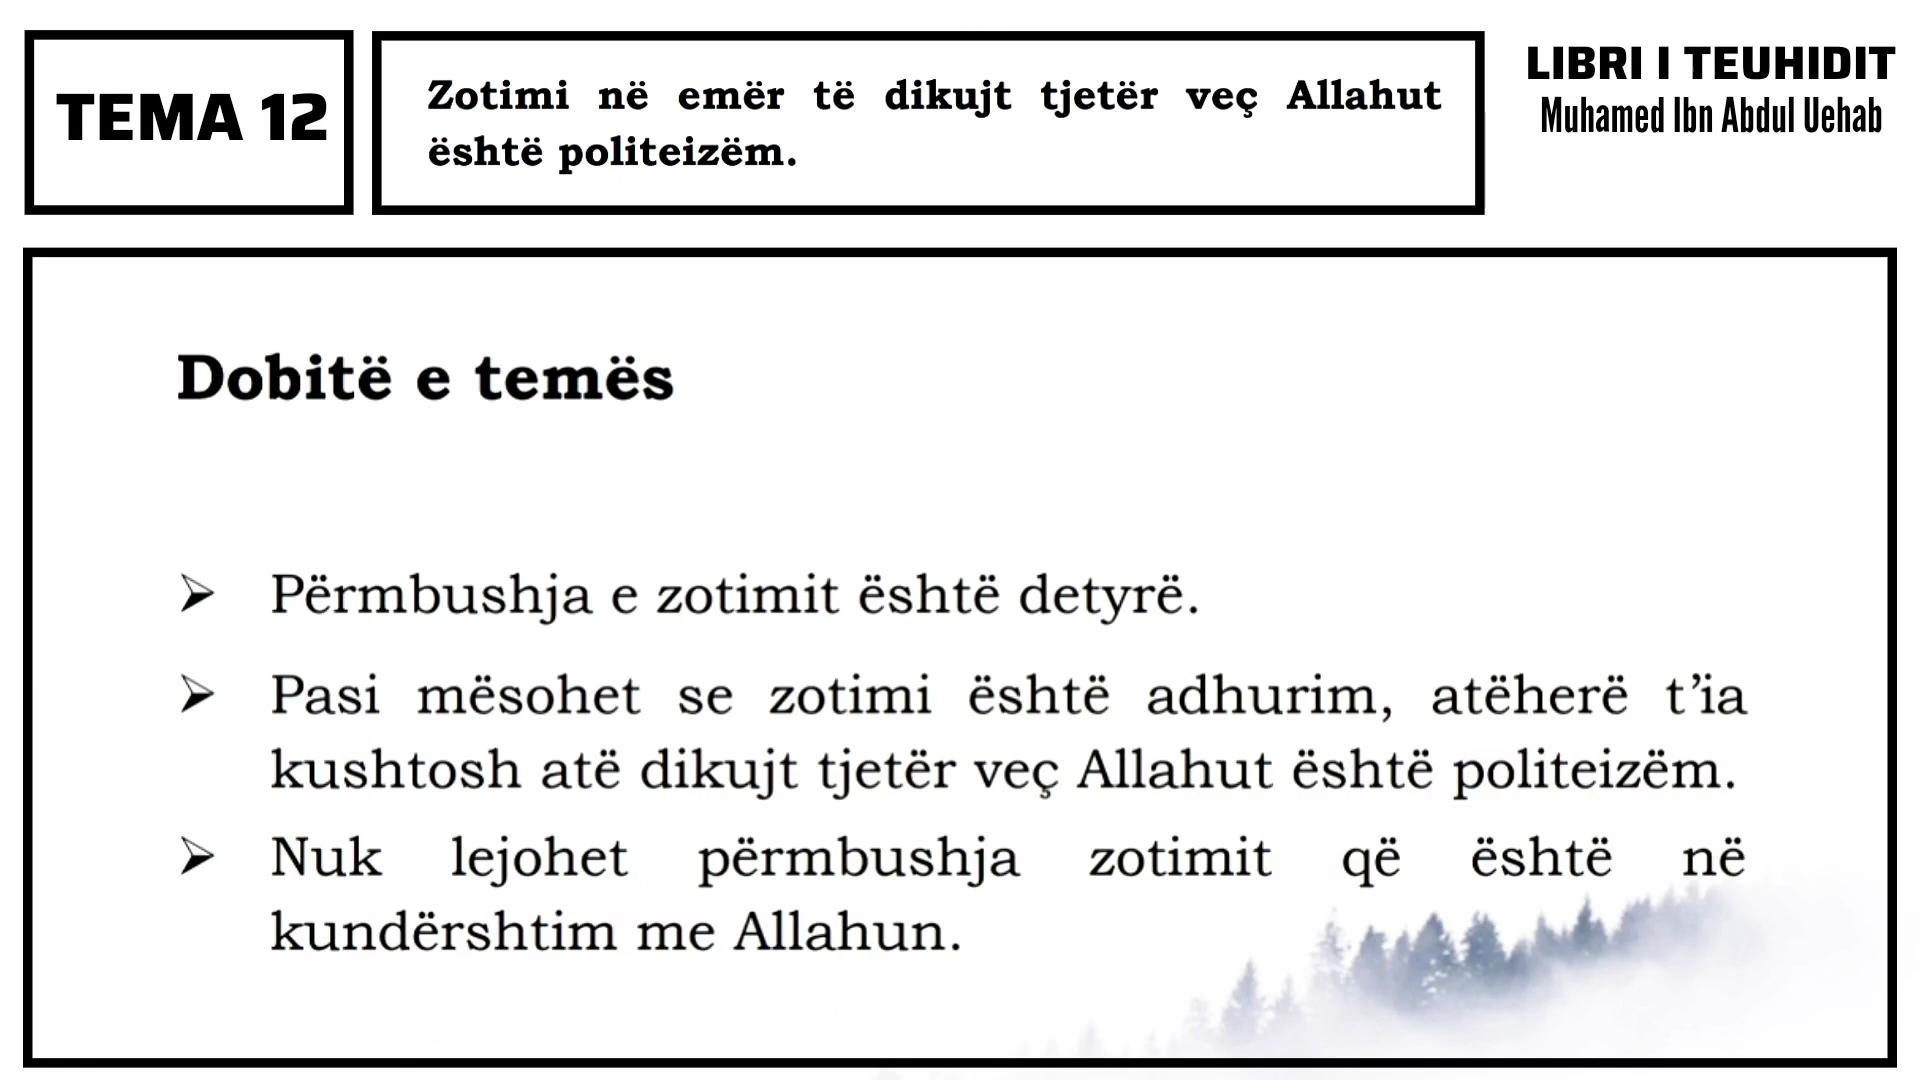 TEMA 12
Zotimi në emër të dikujt tjetër veç Allahut
është politeizëm.
LIBRI I TEUHIDIT
Muhamed Ibn Abdul Uehab
Dobitë e temës
➢ Përmbushja e zotimit është detyrë.
➢ Pasi mësohet se zotimi është adhurim, atëherë t’ia
kushtosh atë dikujt tjetër veç Allahut është politeizëm.
➢ Nuk lejohet përmbushja zotimit që është në
kundërshtim me Allahun.